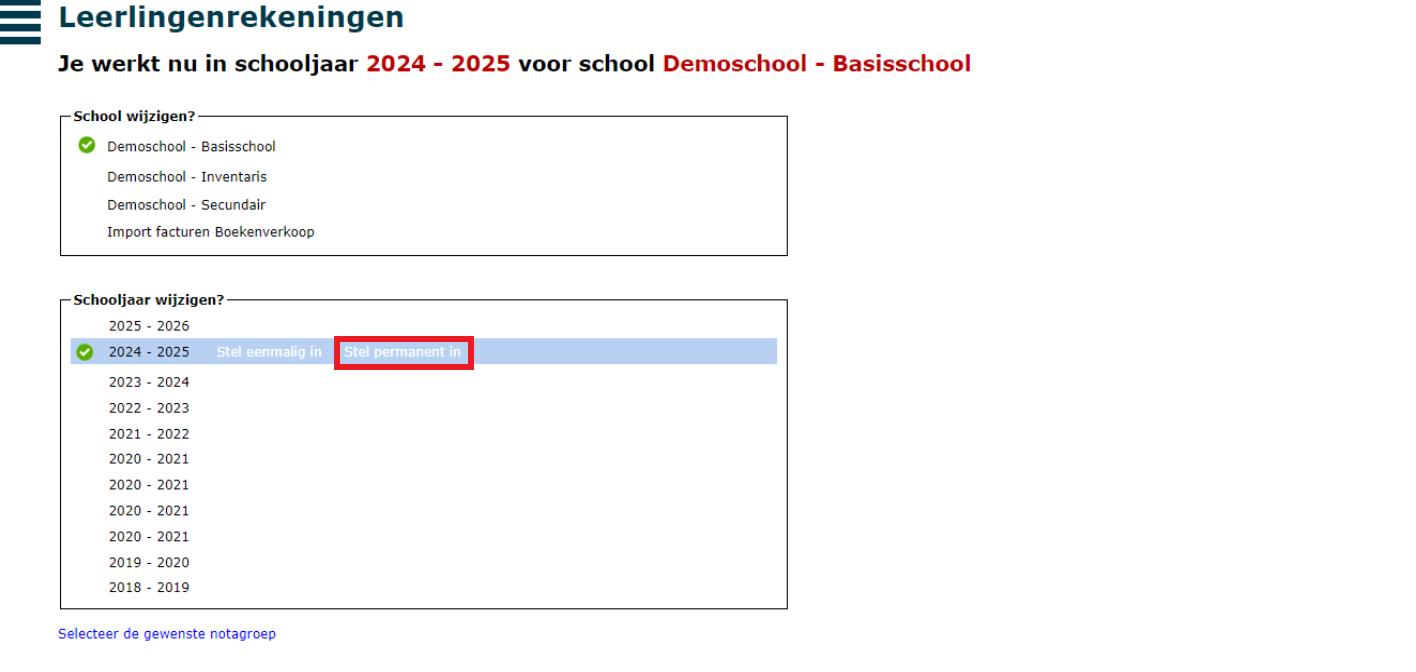 Leerlingenrekeningen
Je werkt nu in schooljaar 2024 - 2025 voor school Demoschool - Basisschool
School wijzigen?
Demoschool - Basisschool
Demoschool - Inventaris
Demoschool - Secundair
Import facturen Boekenverkoop
Schooljaar wijzigen?
2025 - 2026
2024 - 2025 Stel eenmalig in Stel permanent in
2023 - 2024
2022 - 2023
2021 - 2022
2020 - 2021
2020 - 2021
2020 - 2021
2020 - 2021
2019 - 2020
2018 - 2019
Selecteer de gewenste notagroep